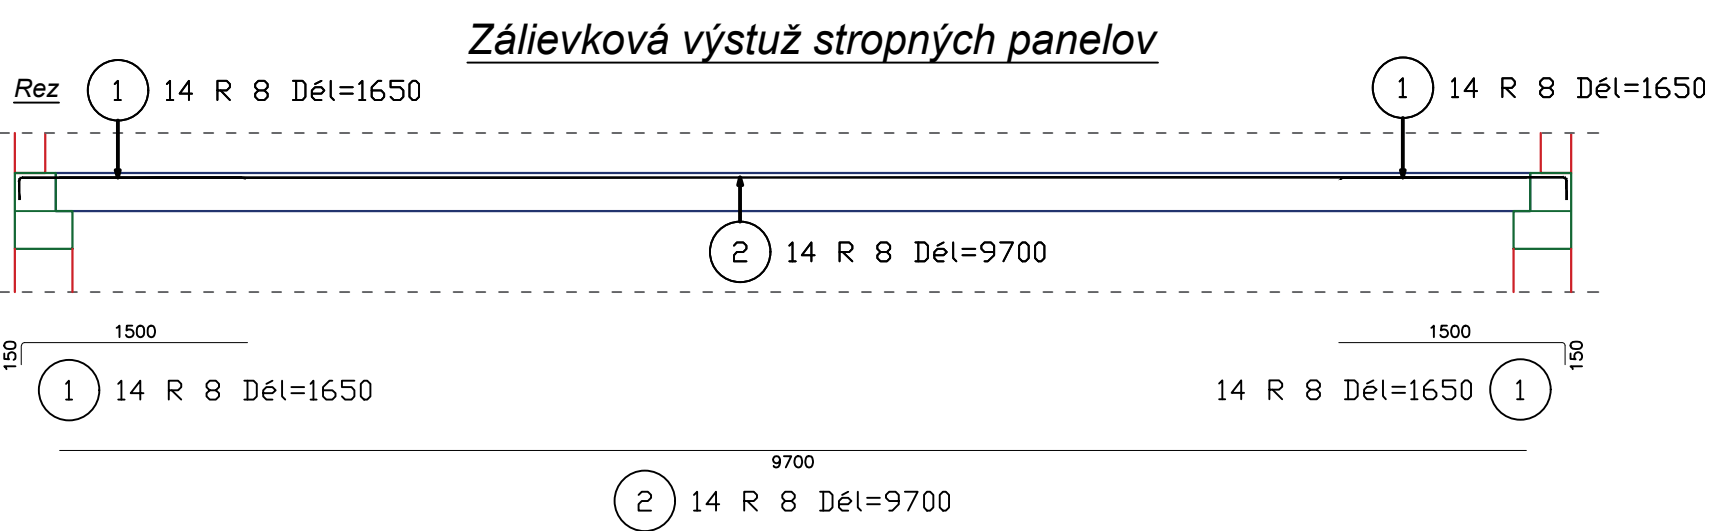 Zálievková výstuž stropných panelov
Rez
1 14 R 8 Dél=1650
1 14 R 8 Dél=1650
2 14 R 8 Dél=9700
1500
150
1 14 R 8 Dél=1650
1500
150
14 R 8 Dél=1650 1
9700
2 14 R 8 Dél=9700